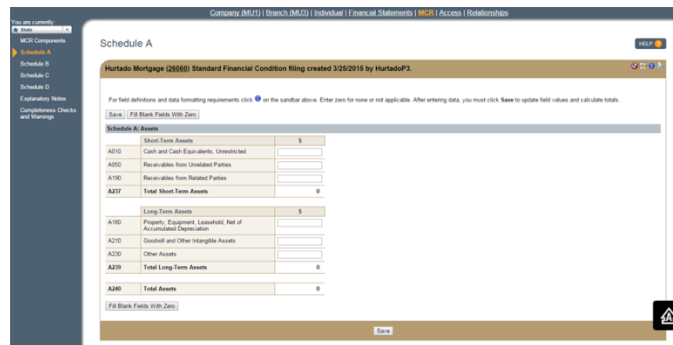 Company (MU1) | Branch (MU3) | Individual | Financial Statements | MCR | Access | Relationships
You are currently:
State
MCR Components
Schedule A
Schedule B
Schedule C
Schedule D
Explanatory Notes
Completeness Checks
and Warnings
Schedule A
HELP
Hurtado Mortgage (26060) Standard Financial Condition filing created 3/25/2015 by HurtadoP3.
For field definitions and data formatting requirements click on the sandbar above. Enter zero for none or not applicable. After entering data, you must click Save to update field values and calculate totals.
Save Fill Blank Fields With Zero
Schedule A: Assets
Short-Term Assets $
A010 Cash and Cash Equivalents, Unrestricted
A050 Receivables from Unrelated Parties
A190 Receivables from Related Parties
A237 Total Short-Term Assets 0
Long-Term Assets $
A180 Property, Equipment, Leasehold, Net of
Accumulated Depreciation
A210 Goodwill and Other Intangible Assets
A230 Other Assets
A239 Total Long-Term Assets 0
A240 Total Assets 0
Fill Blank Fields With Zero
Save